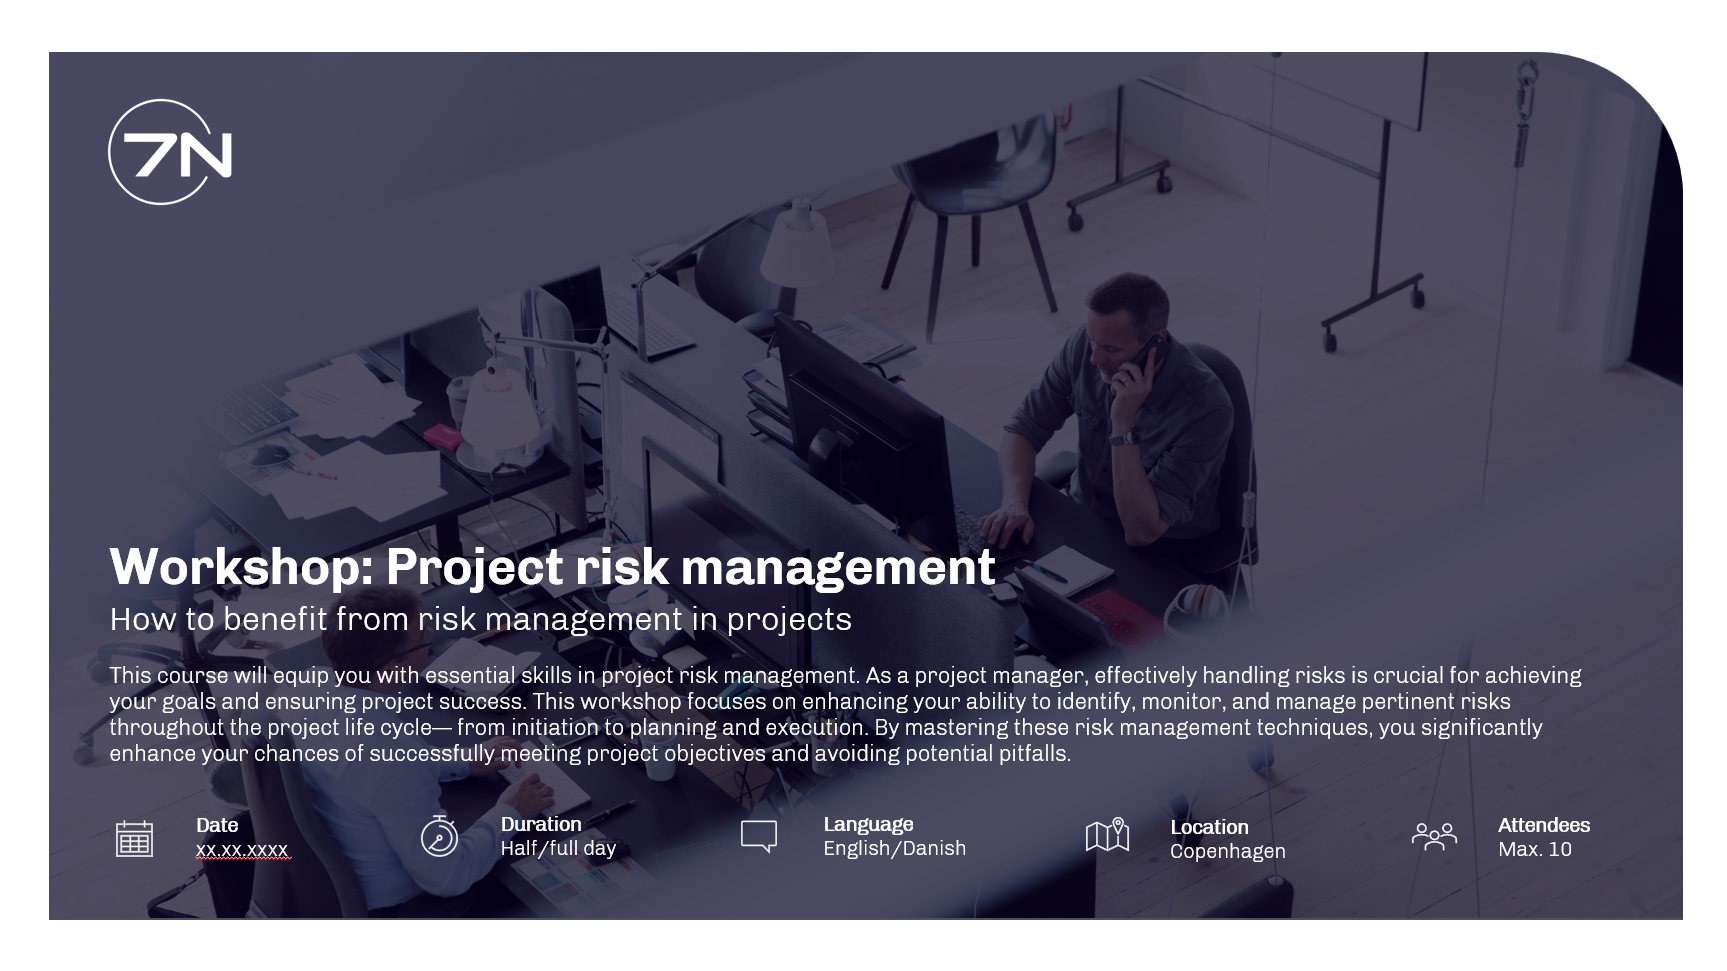 7N
Workshop: Project risk management
How to benefit from risk management in projects
This course will equip you with essential skills in project risk management. As a project manager, effectively handling risks is crucial for achieving
your goals and ensuring project success. This workshop focuses on enhancing your ability to identify, monitor, and manage pertinent risks
throughout the project life cycle— from initiation to planning and execution. By mastering these risk management techniques, you significantly
enhance your chances of successfully meeting project objectives and avoiding potential pitfalls.
Date
xx.xx.xxxx
Duration
Half/full day
Language
English/Danish
Location
Copenhagen
Attendees
Max. 10